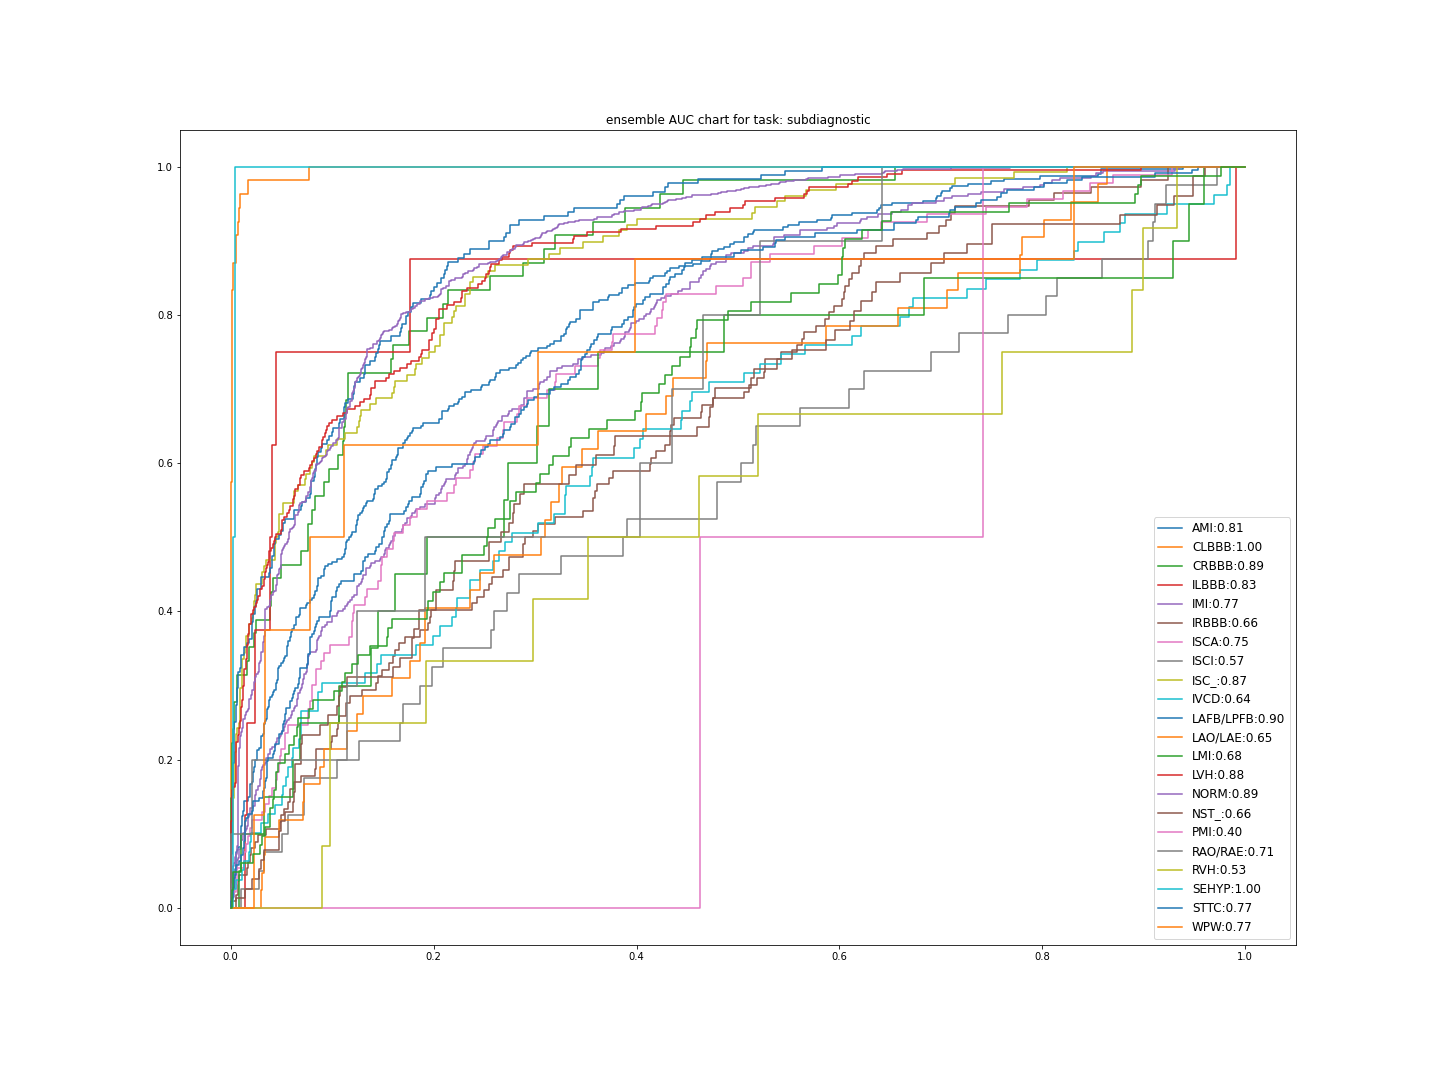 ensemble AUC chart for task: subdiagnostic
1.0
0.8
0.6
0.4
0.2
0.0
0.0 0.2 0.4 0.6 0.8 1.0
AMI:0.81
CLBBB:1.00
CRBBB:0.89
ILBBB:0.83
IMI:0.77
IRBBB:0.66
ISCA:0.75
ISCI:0.57
ISC_:0.87
IVCD:0.64
LAFB/LPFB:0.90
LAO/LAE:0.65
LMI:0.68
LVH:0.88
NORM:0.89
NST_:0.66
PMI:0.40
RAO/RAE:0.71
RVH:0.53
SEHYP:1.00
STTC:0.77
WPW:0.77